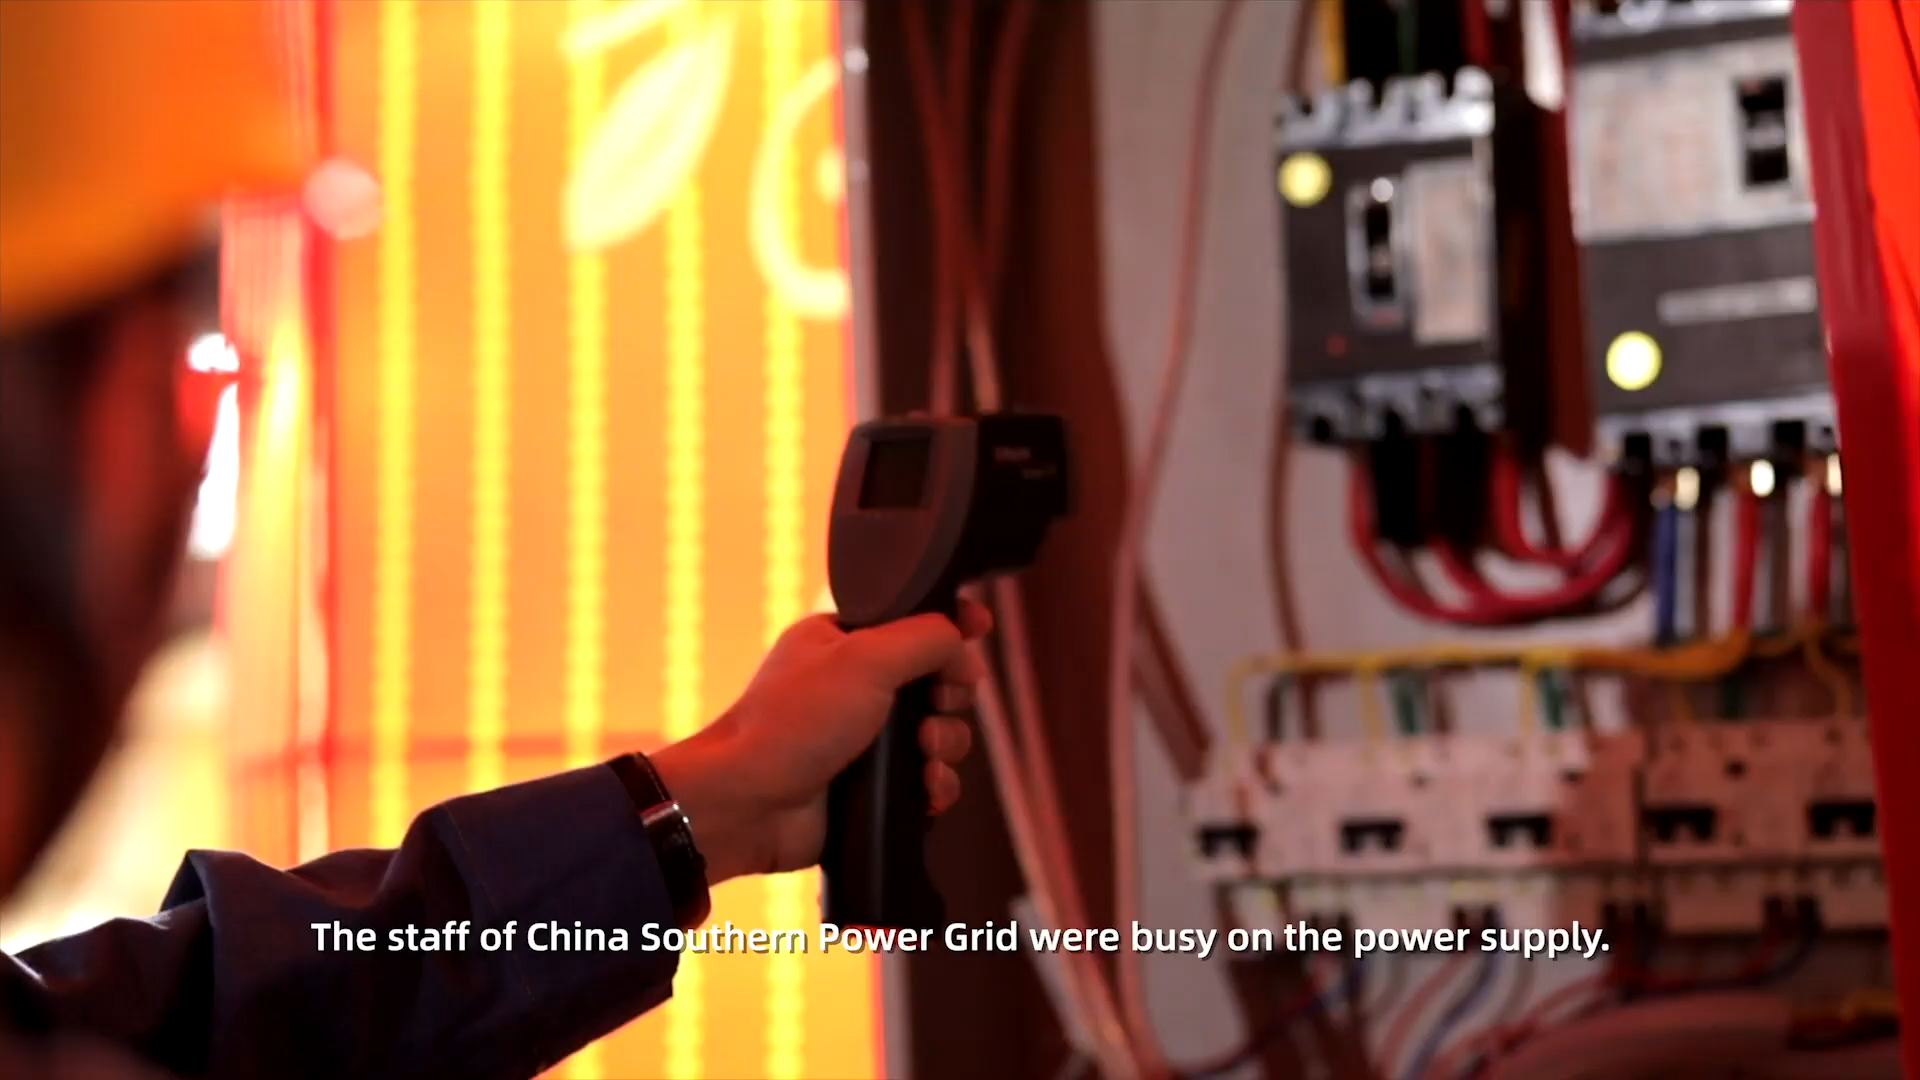 The staff of China Southern Power Grid were busy on the power supply.